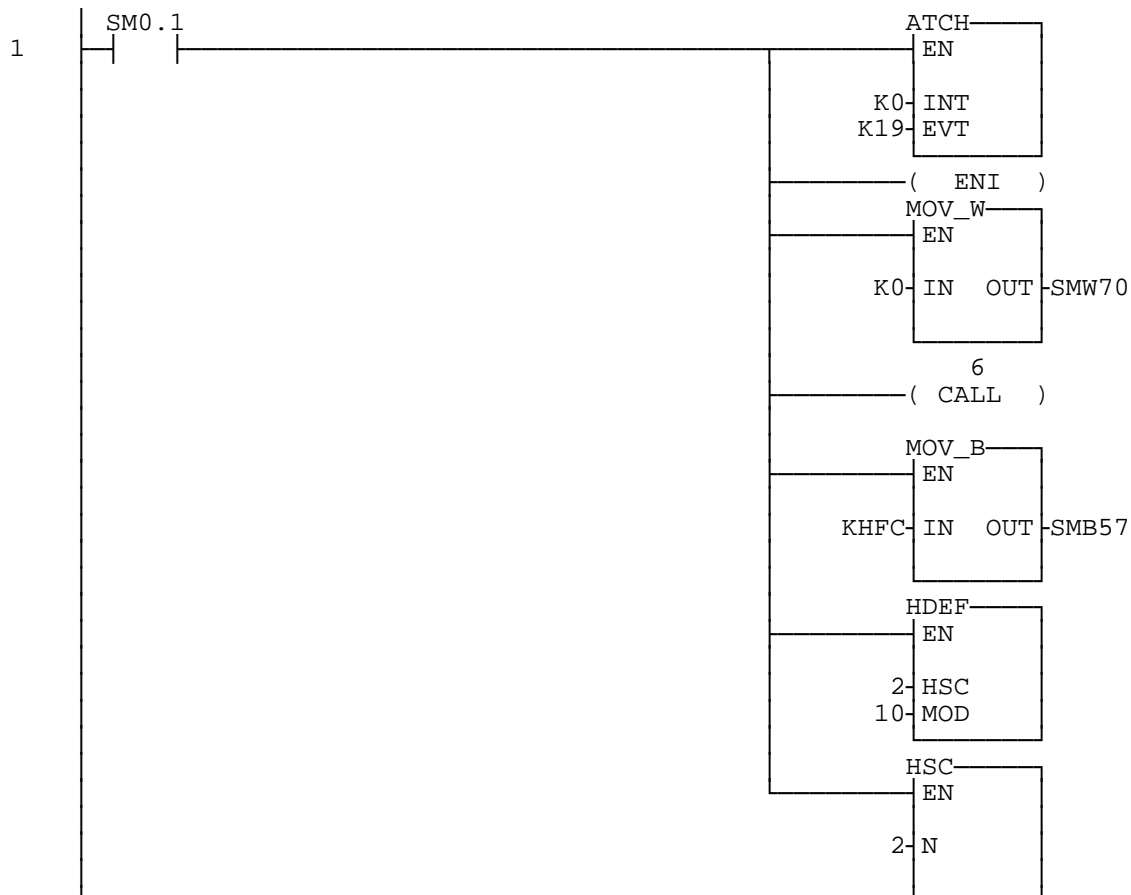 SM0.1
ATCH
1
EN
K0 INT
K19 EVT
( ENI )
MOV_W
EN
K0 IN OUT SMW70
6
( CALL )
MOV_B
EN
KHFC IN OUT SMB57
HDEF
EN
2 HSC
10 MOD
HSC
EN
2 N